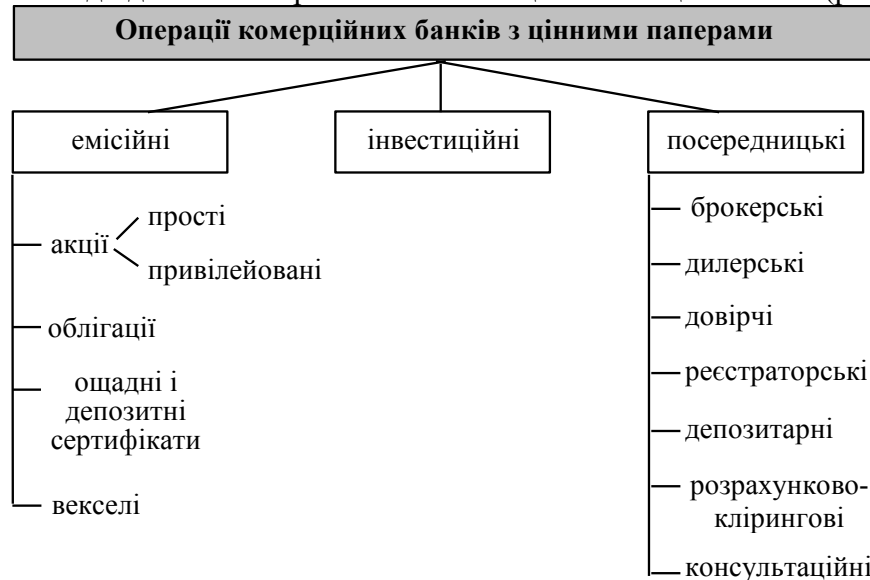 Операції комерційних банків з цінними паперами
емісійні
інвестиційні
посередницькі
акції
прості
привілейовані
облігації
ощадні і
депозитні
сертифікати
векселі
брокерські
дилерські
довірчі
реєстраторські
депозитарні
розрахунково-
клірингові
консультаційні